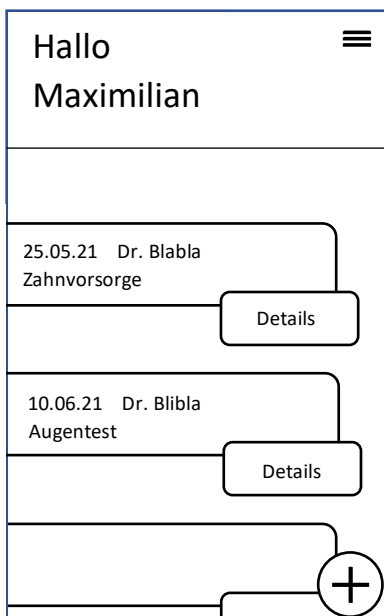 Hallo
Maximilian
25.05.21 Dr. Blabla
Zahnvorsorge
Details
10.06.21 Dr. Blibla
Augentest
Details